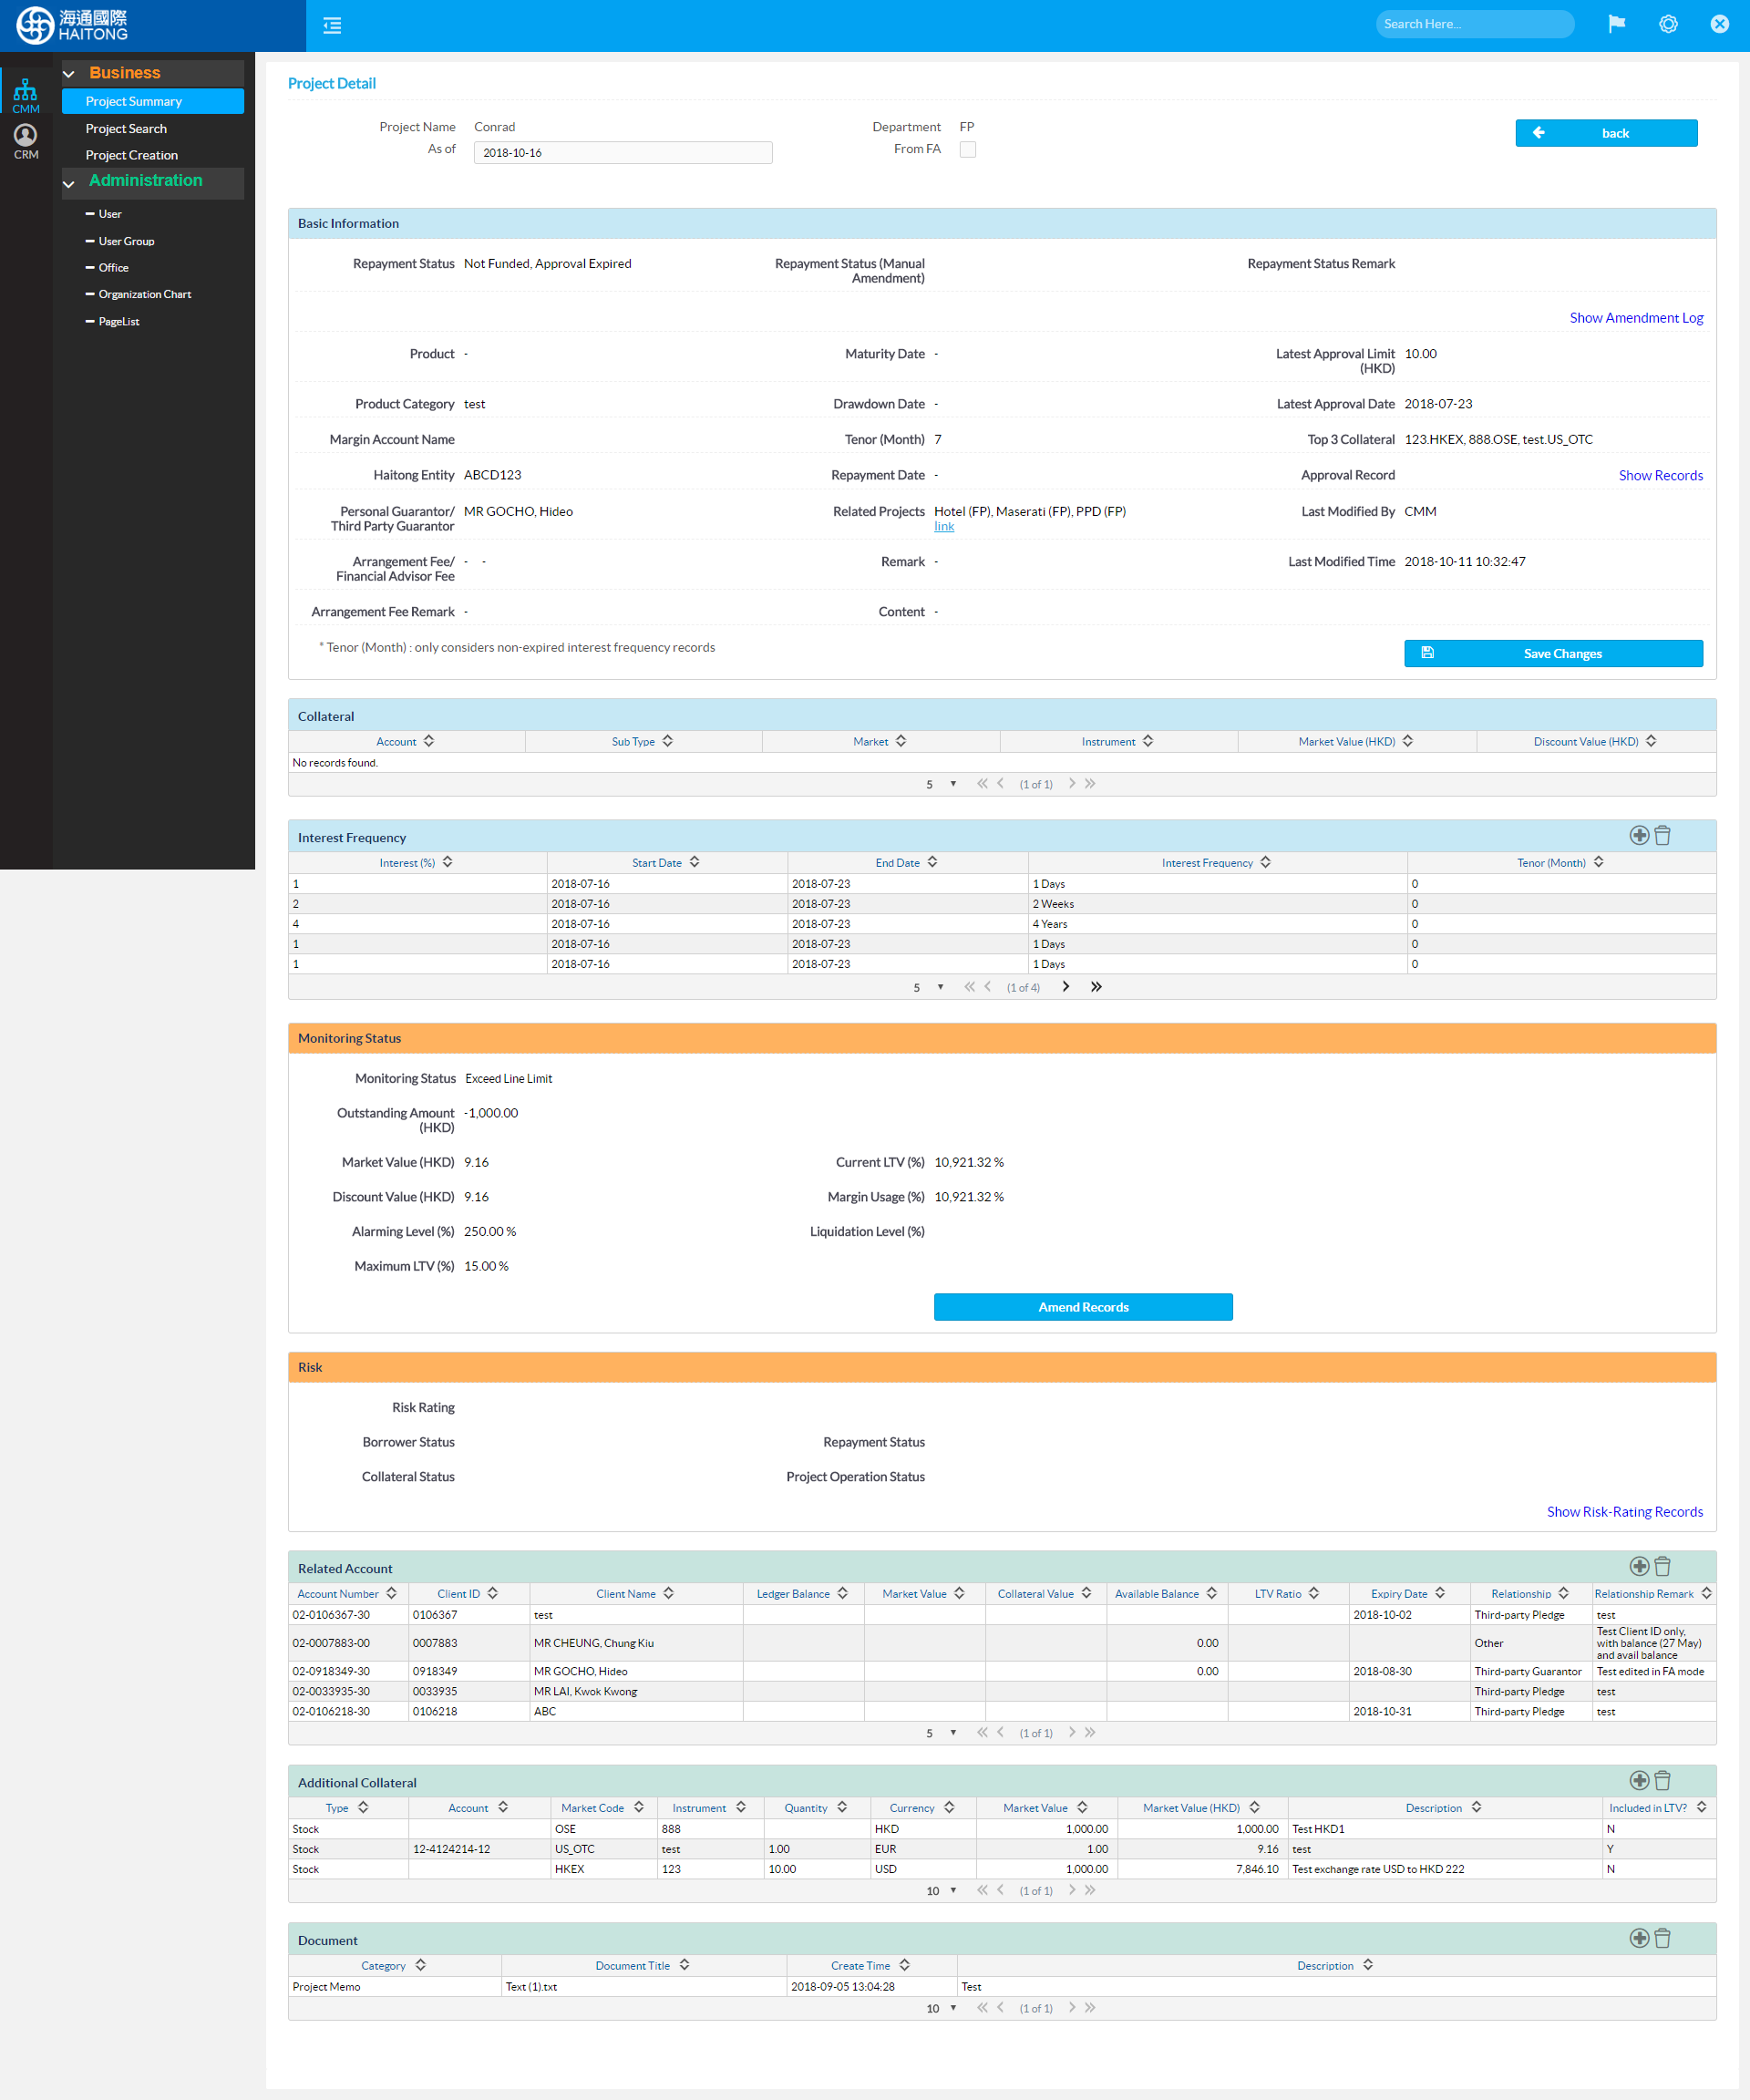 海通國際
HAITONG
Search Here...
CMM
CRM
Business
Project Summary
Project Search
Project Creation
Administration
User
User Group
Office
Organization Chart
PageList
Project Detail
Project Name Conrad Department FP back
As of 2018-10-16 From FA
Basic Information
Repayment Status Not Funded, Approval Expired Repayment Status (Manual Repayment Status Remark
Amendment)
Show Amendment Log
Product - Maturity Date - Latest Approval Limit 10.00
(HKD)
Product Category test Drawdown Date - Latest Approval Date 2018-07-23
Margin Account Name Tenor (Month) 7 Top 3 Collateral 123.HKEX, 888.OSE, test.US_OTC
Haitong Entity ABCD123 Repayment Date - Approval Record Show Records
Personal Guarantor/ MR GOCHO, Hideo Related Projects Hotel (FP), Maserati (FP), PPD (FP) Last Modified By CMM
Third Party Guarantor link
Arrangement Fee/ - - Remark - Last Modified Time 2018-10-11 10:32:47
Financial Advisor Fee
Arrangement Fee Remark - Content -
* Tenor (Month) : only considers non-expired interest frequency records Save Changes
Collateral
Account Sub Type Market Instrument Market Value (HKD) Discount Value (HKD)
No records found.
5 (1 of 1)
Interest Frequency
Interest (%) Start Date End Date Interest Frequency Tenor (Month)
1 2018-07-16 2018-07-23 1 Days 0
2 2018-07-16 2018-07-23 2 Weeks 0
4 2018-07-16 2018-07-23 4 Years 0
1 2018-07-16 2018-07-23 1 Days 0
1 2018-07-16 2018-07-23 1 Days 0
5 (1 of 4)
Monitoring Status
Monitoring Status Exceed Line Limit
Outstanding Amount -1,000.00
(HKD)
Market Value (HKD) 9.16 Current LTV (%) 10,921.32 %
Discount Value (HKD) 9.16 Margin Usage (%) 10,921.32 %
Alarming Level (%) 250.00 % Liquidation Level (%)
Maximum LTV (%) 15.00 %
Amend Records
Risk
Risk Rating
Borrower Status Repayment Status
Collateral Status Project Operation Status
Show Risk-Rating Records
Related Account
Account Number Client ID Client Name Ledger Balance Market Value Collateral Value Available Balance LTV Ratio Expiry Date Relationship Relationship Remark
02-0106367-30 0106367 test 2018-10-02 Third-party Pledge test
02-0007883-00 0007883 MR CHEUNG, Chung Kiu 0.00 Other Test Client ID only,
with balance (27 May)
and avail balance
02-0918349-30 0918349 MR GOCHO, Hideo 0.00 2018-08-30 Third-party Guarantor Test edited in FA mode
02-0033935-30 0033935 MR LAI, Kwok Kwong Third-party Pledge test
02-0106218-30 0106218 ABC 2018-10-31 Third-party Pledge test
5 (1 of 1)
Additional Collateral
Type Account Market Code Instrument Quantity Currency Market Value Market Value (HKD) Description Included in LTV?
Stock OSE 888 HKD 1,000.00 1,000.00 Test HKD1 N
Stock 12-4124214-12 US_OTC test 1.00 EUR 1.00 9.16 test Y
Stock HKEX 123 10.00 USD 1,000.00 7,846.10 Test exchange rate USD to HKD 222 N
10 (1 of 1)
Document
Category Document Title Create Time Description
Project Memo Text (1).txt 2018-09-05 13:04:28 Test
10 (1 of 1)